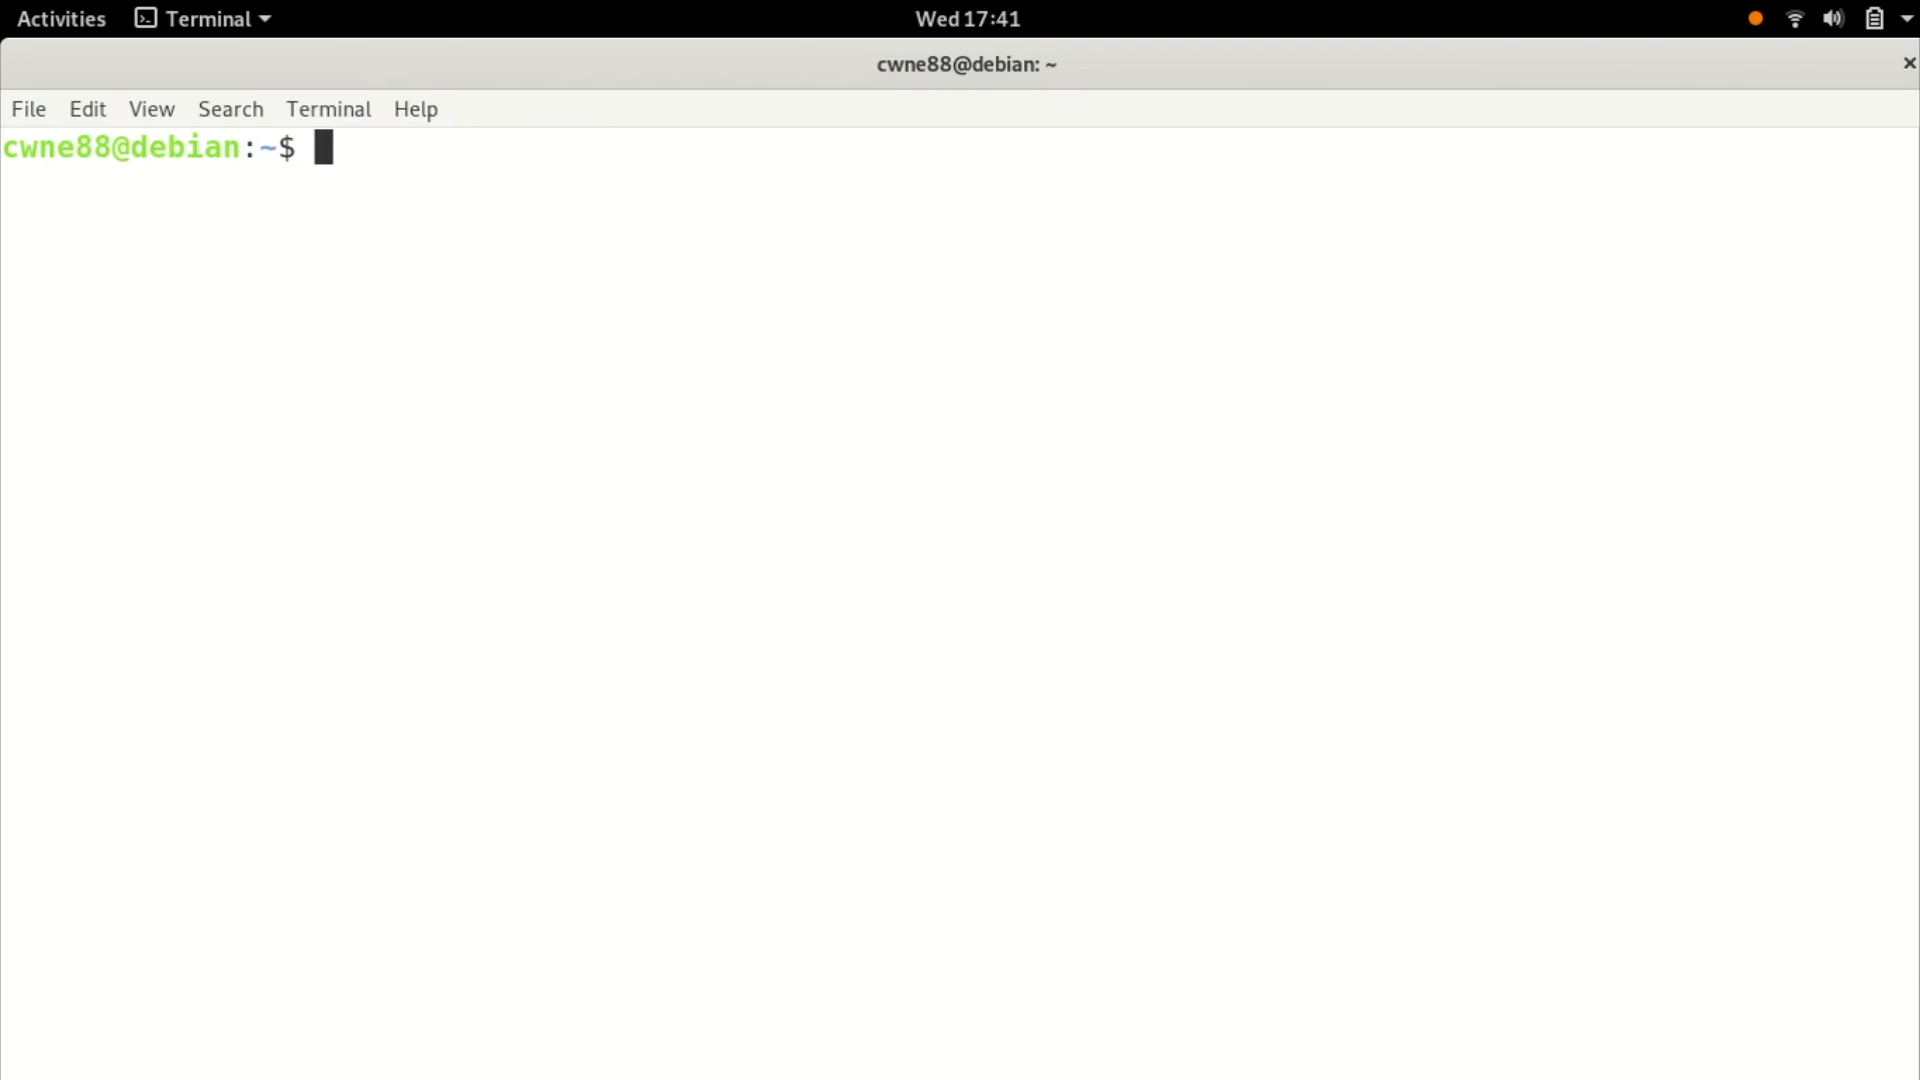 Activities Terminal Wed 17:41
cwne88@debian: ~
File Edit View Search Terminal Help
cwne88@debian:~$